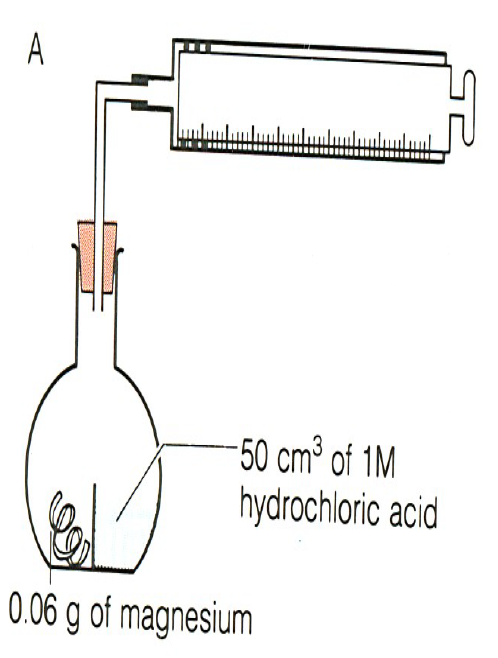 A
50 cm³ of 1M
hydrochloric acid
0.06 g of magnesium